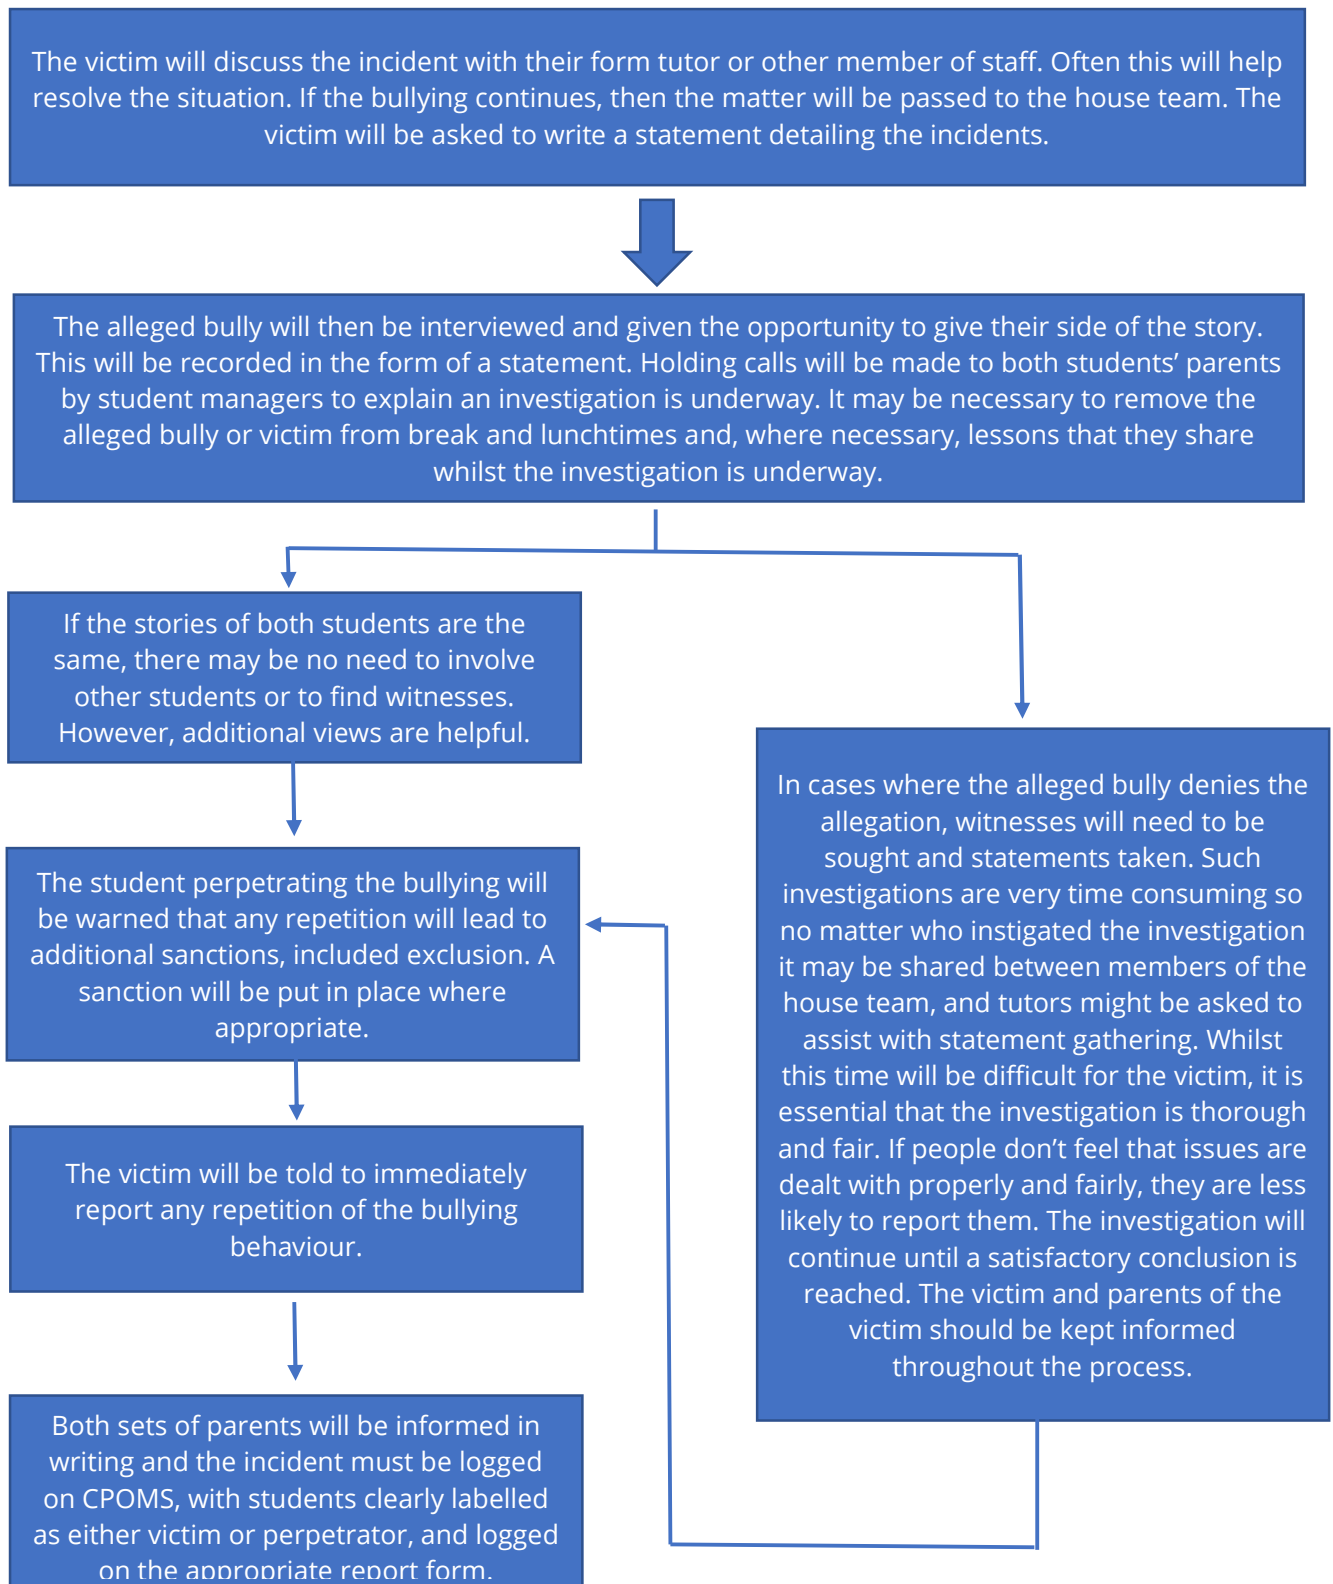 The victim will discuss the incident with their form tutor or other member of staff. Often this will help
resolve the situation. If the bullying continues, then the matter will be passed to the house team. The
victim will be asked to write a statement detailing the incidents.
The alleged bully will then be interviewed and given the opportunity to give their side of the story.
This will be recorded in the form of a statement. Holding calls will be made to both students’ parents
by student managers to explain an investigation is underway. It may be necessary to remove the
alleged bully or victim from break and lunchtimes and, where necessary, lessons that they share
whilst the investigation is underway.
If the stories of both students are the
same, there may be no need to involve
other students or to find witnesses.
However, additional views are helpful.
The student perpetrating the bullying will
be warned that any repetition will lead to
additional sanctions, included exclusion. A
sanction will be put in place where
appropriate.
The victim will be told to immediately
report any repetition of the bullying
behaviour.
Both sets of parents will be informed in
writing and the incident must be logged
on CPOMS, with students clearly labelled
as either victim or perpetrator, and logged
on the appropriate report form.
In cases where the alleged bully denies the
allegation, witnesses will need to be
sought and statements taken. Such
investigations are very time consuming so
no matter who instigated the investigation
it may be shared between members of the
house team, and tutors might be asked to
assist with statement gathering. Whilst
this time will be difficult for the victim, it is
essential that the investigation is thorough
and fair. If people don’t feel that issues are
dealt with properly and fairly, they are less
likely to report them. The investigation will
continue until a satisfactory conclusion is
reached. The victim and parents of the
victim should be kept informed
throughout the process.